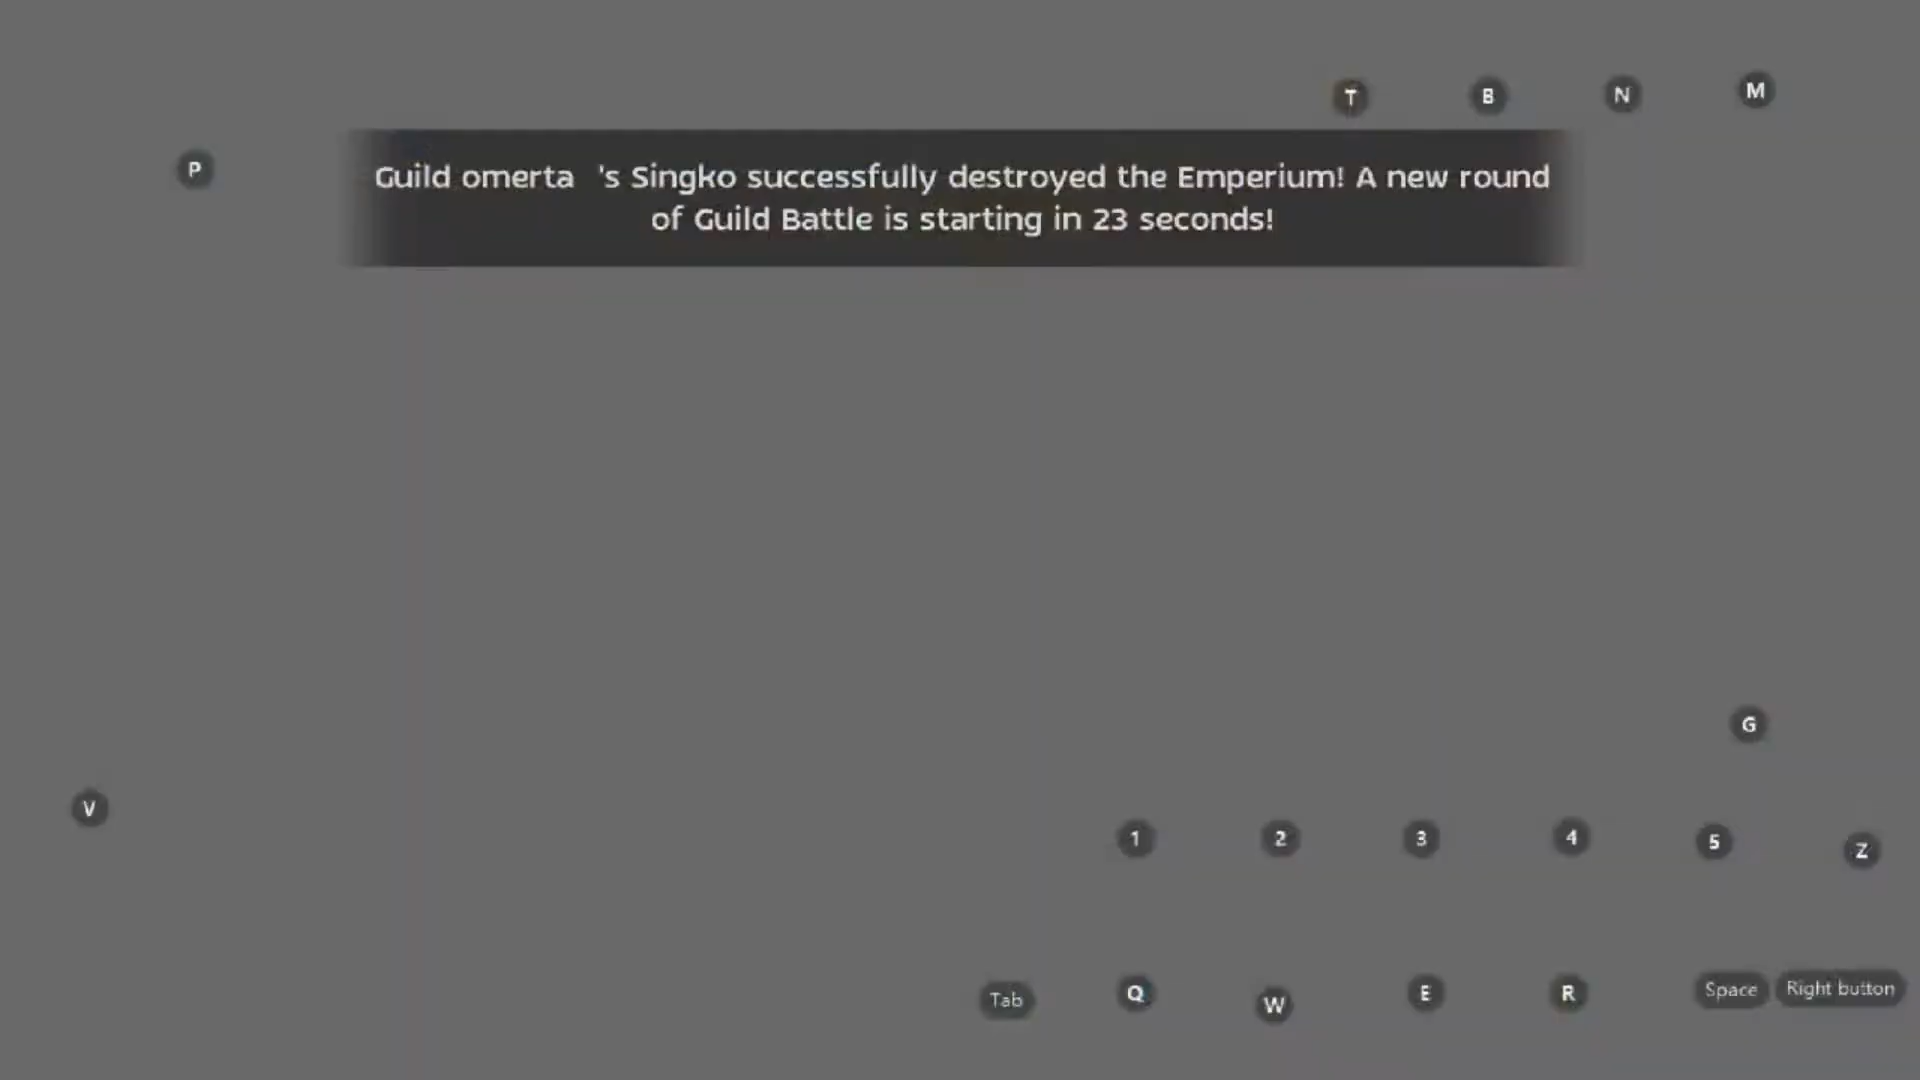 T B N M
P
Guild omerta 's Singko successfully destroyed the Emperium! A new round
of Guild Battle is starting in 23 seconds!
G
V
1 2 3 4 5 Z
Tab Q W E R Space Right button